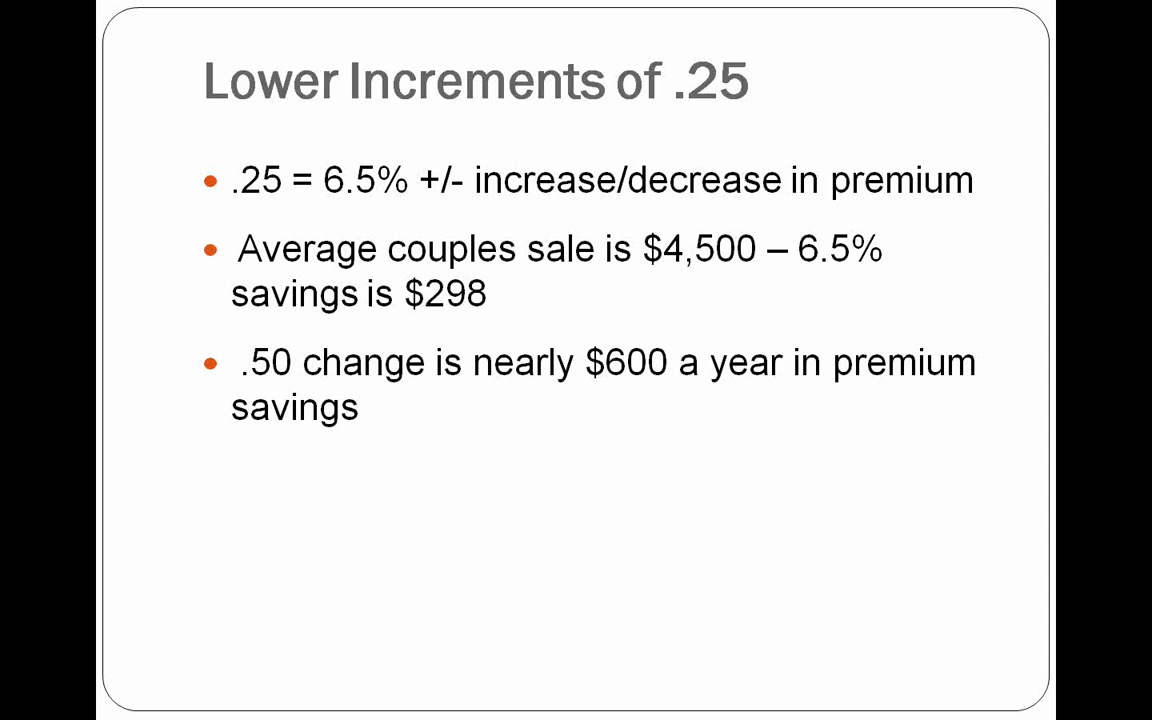 Lower Increments of .25
• .25 = 6.5% +/- increase/decrease in premium
• Average couples sale is $4,500 – 6.5%
savings is $298
• .50 change is nearly $600 a year in premium
savings